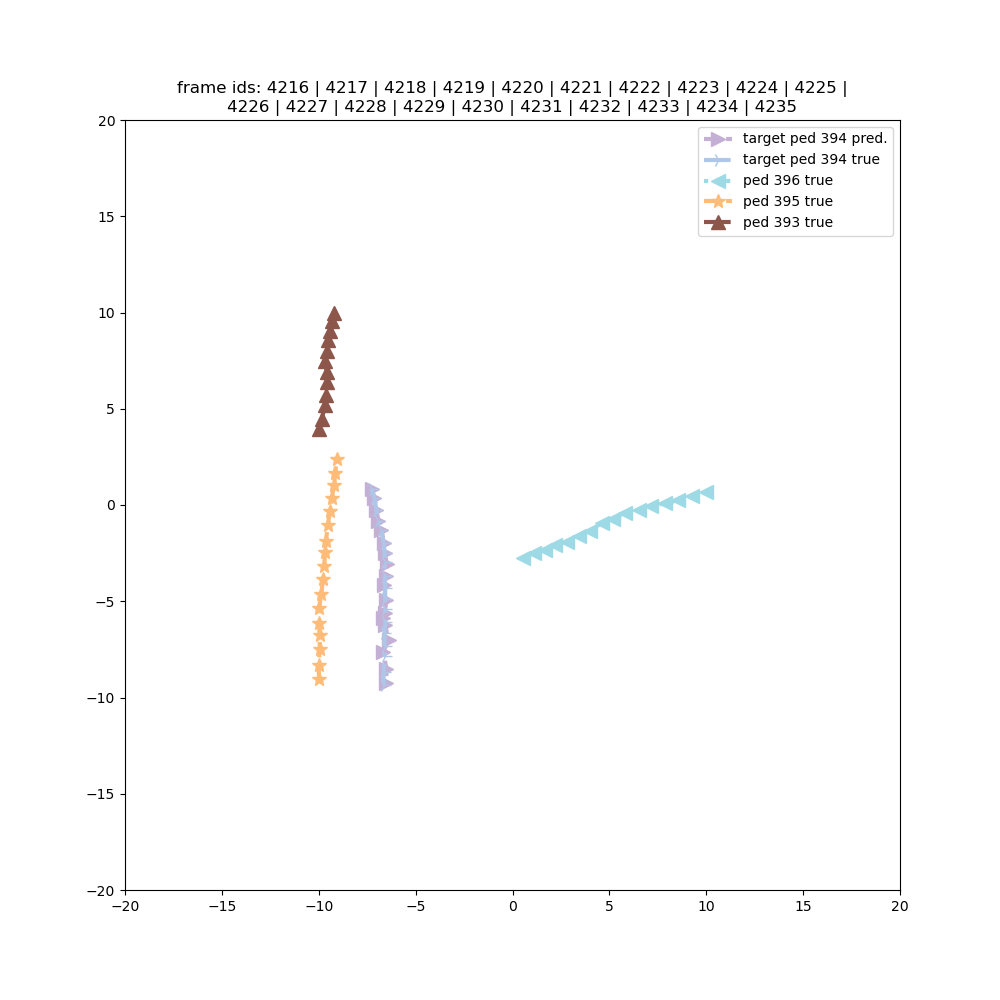 frame ids: 4216 | 4217 | 4218 | 4219 | 4220 | 4221 | 4222 | 4223 | 4224 | 4225 |
4226 | 4227 | 4228 | 4229 | 4230 | 4231 | 4232 | 4233 | 4234 | 4235
target ped 394 pred.
target ped 394 true
ped 396 true
ped 395 true
ped 393 true
20
15
10
5
0
−5
−10
−15
−20
−20
−15
−10
−5
0
5
10
15
20